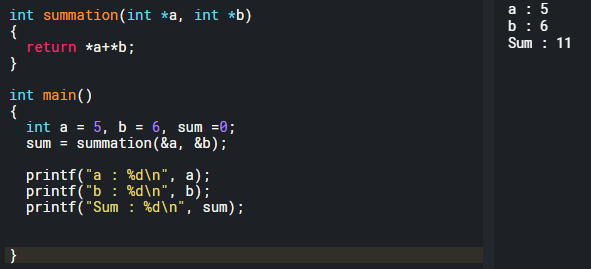 int summation(int *a, int *b)
{
  return *a+*b;
}

int main()
{
  int a = 5, b = 6, sum =0;
  sum = summation(&a, &b);

  printf("a : %d\n", a);
  printf("b : %d\n", b);
  printf("Sum : %d\n", sum);


}
a : 5
b : 6
Sum : 11